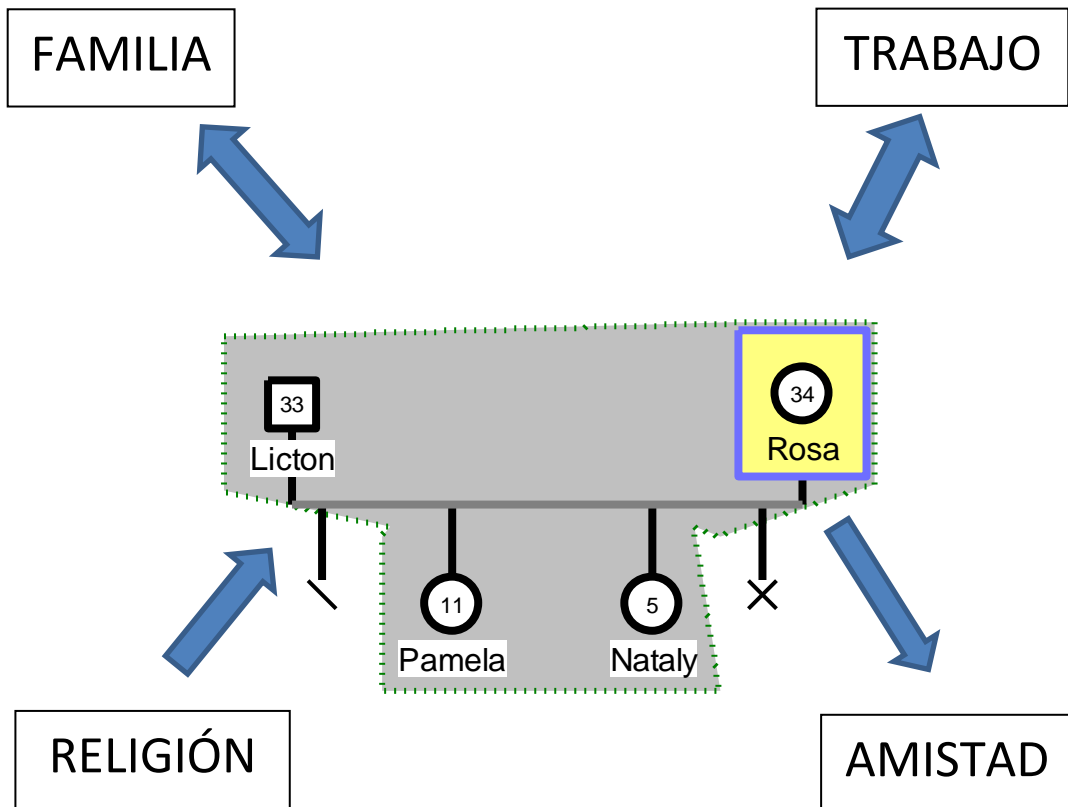 FAMILIA
TRABAJO
33
Licton
34
Rosa
11
Pamela
5
Nataly
RELIGIÓN
AMISTAD